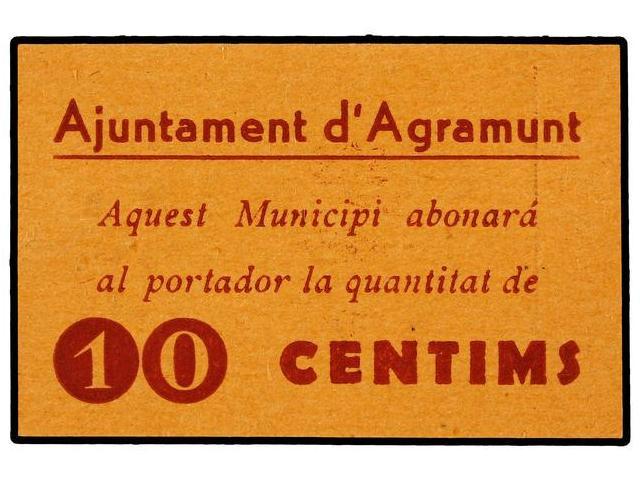 Ajuntament d'Agramunt
Aquest Municipi abonará
al portador la quantitat de
10 CENTIMS